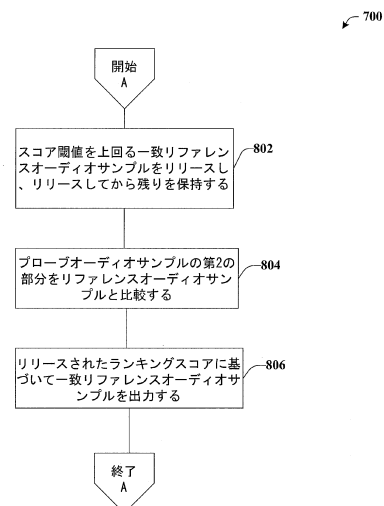 700
開始
A
スコア閾値を上回る一致リファレン
スオーディオサンプルをリリースし
、リリースしてから残りを保持する
802
プローブオーディオサンプルの第2の
部分をリファレンスオーディオサン
プルと比較する
804
リリースされたランキングスコアに基
づいて一致リファレンスオーディオサ
ンプルを出力する
806
終了
A